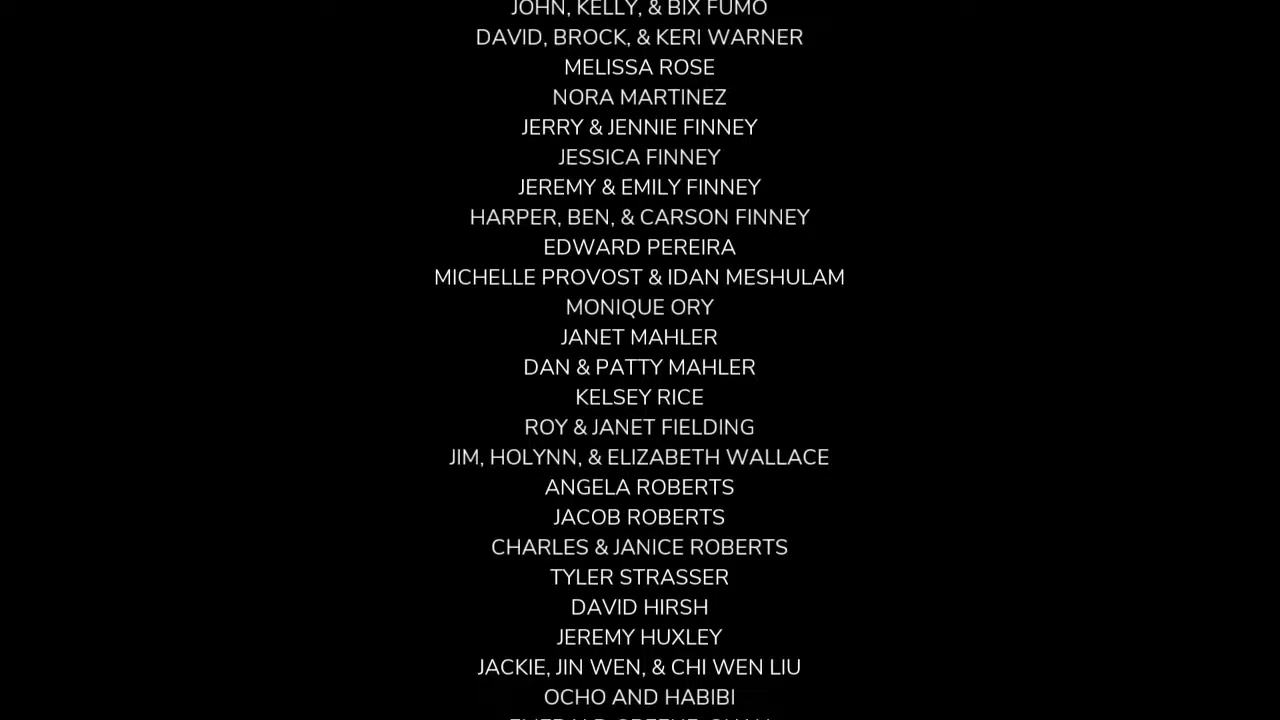 JOHN, KELLY, & BIX FUMO
DAVID, BROCK, & KERI WARNER
MELISSA ROSE
NORA MARTINEZ
JERRY & JENNIE FINNEY
JESSICA FINNEY
JEREMY & EMILY FINNEY
HARPER, BEN, & CARSON FINNEY
EDWARD PEREIRA
MICHELLE PROVOST & IDAN MESHULAM
MONIQUE ORY
JANET MAHLER
DAN & PATTY MAHLER
KELSEY RICE
ROY & JANET FIELDING
JIM, HOLYNN, & ELIZABETH WALLACE
ANGELA ROBERTS
JACOB ROBERTS
CHARLES & JANICE ROBERTS
TYLER STRASSER
DAVID HIRSH
JEREMY HUXLEY
JACKIE, JIN WEN, & CHI WEN LIU
OCHO AND HABIBI